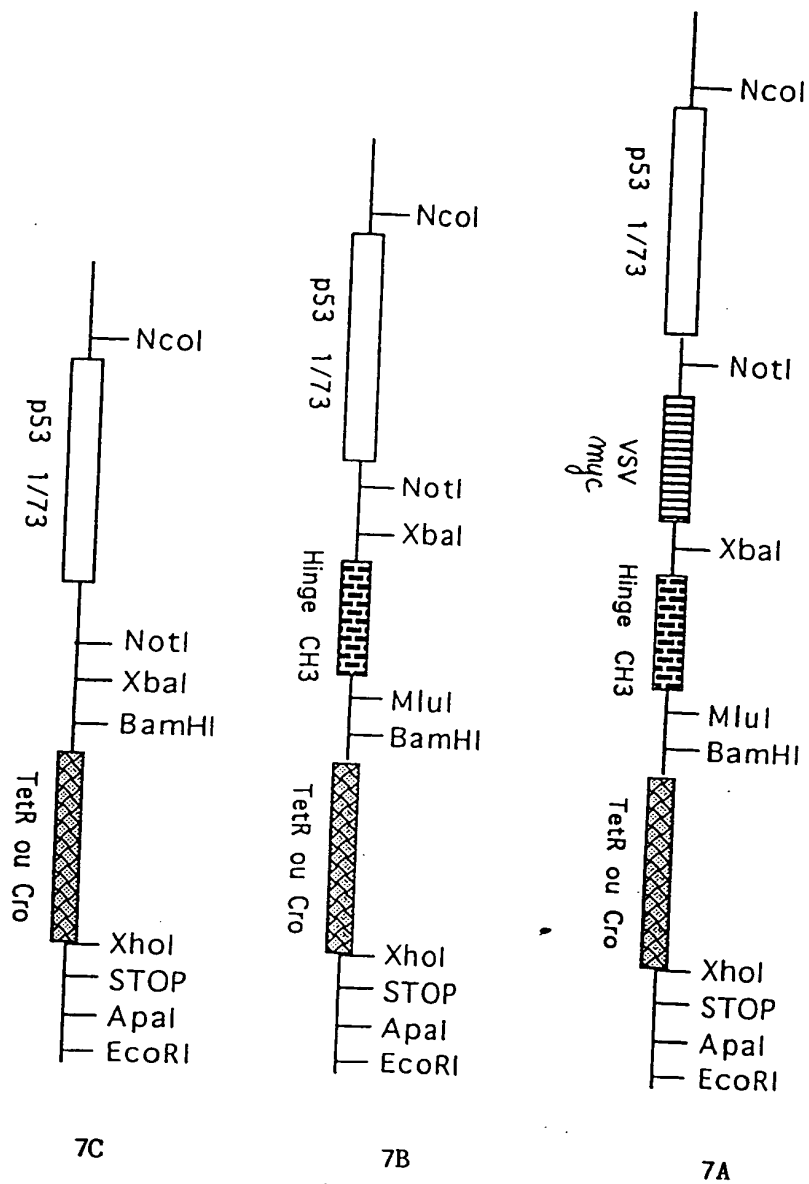 NcoI
p53 1/73
NotI
XbaI
BamHI
TetR ou Cro
XhoI
STOP
ApaI
EcoRI
7C
NcoI
p53 1/73
NotI
XbaI
Hinge CH3
MluI
BamHI
TetR ou Cro
XhoI
STOP
ApaI
EcoRI
7B
NcoI
p53 1/73
NotI
VSV
myc
XbaI
Hinge CH3
MluI
BamHI
TetR ou Cro
XhoI
STOP
ApaI
EcoRI
7A